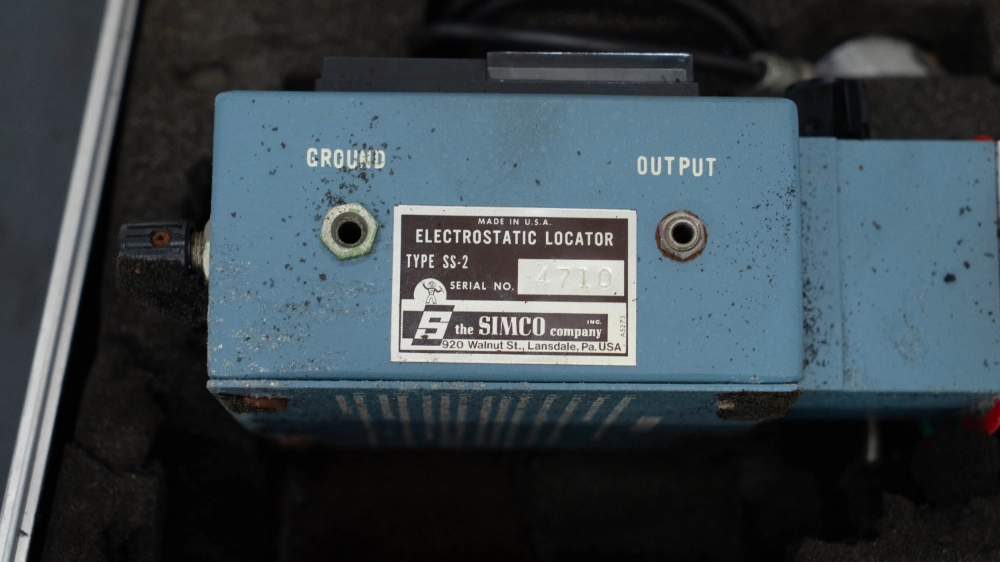 GROUND
OUTPUT
MADE IN U.S.A.
ELECTROSTATIC LOCATOR
TYPE SS-2
SERIAL NO. 4710
the SIMCO company INC.
920 Walnut St., Lansdale, Pa. USA
A5273